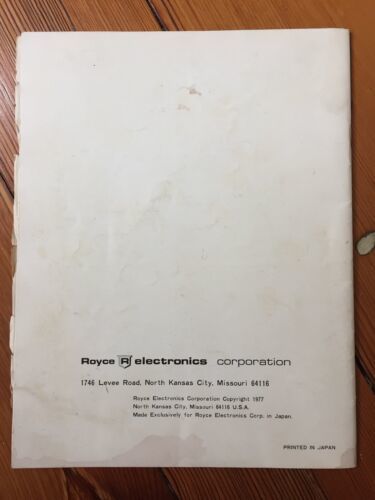 Royce R electronics corporation
1746 Levee Road, North Kansas City, Missouri 64116
Royce Electronics Corporation Copyright 1977
North Kansas City, Missouri 64116 U.S.A.
Made Exclusively for Royce Electronics Corp. in Japan.
PRINTED IN JAPAN